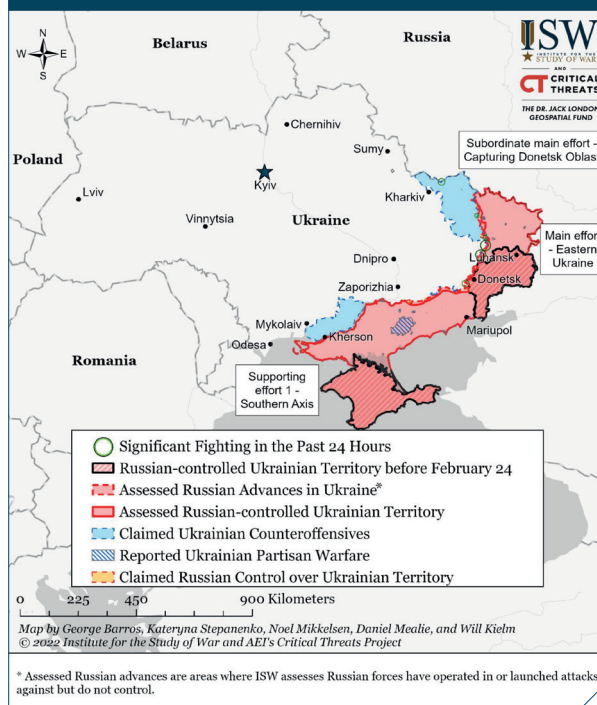 N
W
E
S
Belarus
Russia
ISW
INSTITUTE FOR THE
STUDY OF WAR
AND
CT CRITICAL
THREATS
THE DR. JACK LONDON
GEOSPATIAL FUND
Chernihiv
Sumy
Subordinate main effort –
Capturing Donetsk Oblas
Poland
Kyiv
Kharkiv
Lviv
Vinnytsia
Ukraine
Main effor
- Eastern
Ukraine
Luhansk
Dnipro
Donetsk
Zaporizhia
Mykolaiv
Mariupol
Kherson
Odesa
Romania
Supporting
effort 1 -
Southern Axis
Significant Fighting in the Past 24 Hours
Russian-controlled Ukrainian Territory before February 24
Assessed Russian Advances in Ukraine*
Assessed Russian-controlled Ukrainian Territory
Claimed Ukrainian Counteroffensives
Reported Ukrainian Partisan Warfare
Claimed Russian Control over Ukrainian Territory
0 225 450 900 Kilometers
Map by George Barros, Kateryna Stepanenko, Noel Mikkelsen, Daniel Mealie, and Will Kielm
© 2022 Institute for the Study of War and AEI's Critical Threats Project
* Assessed Russian advances are areas where ISW assesses Russian forces have operated in or launched attacks
against but do not control.